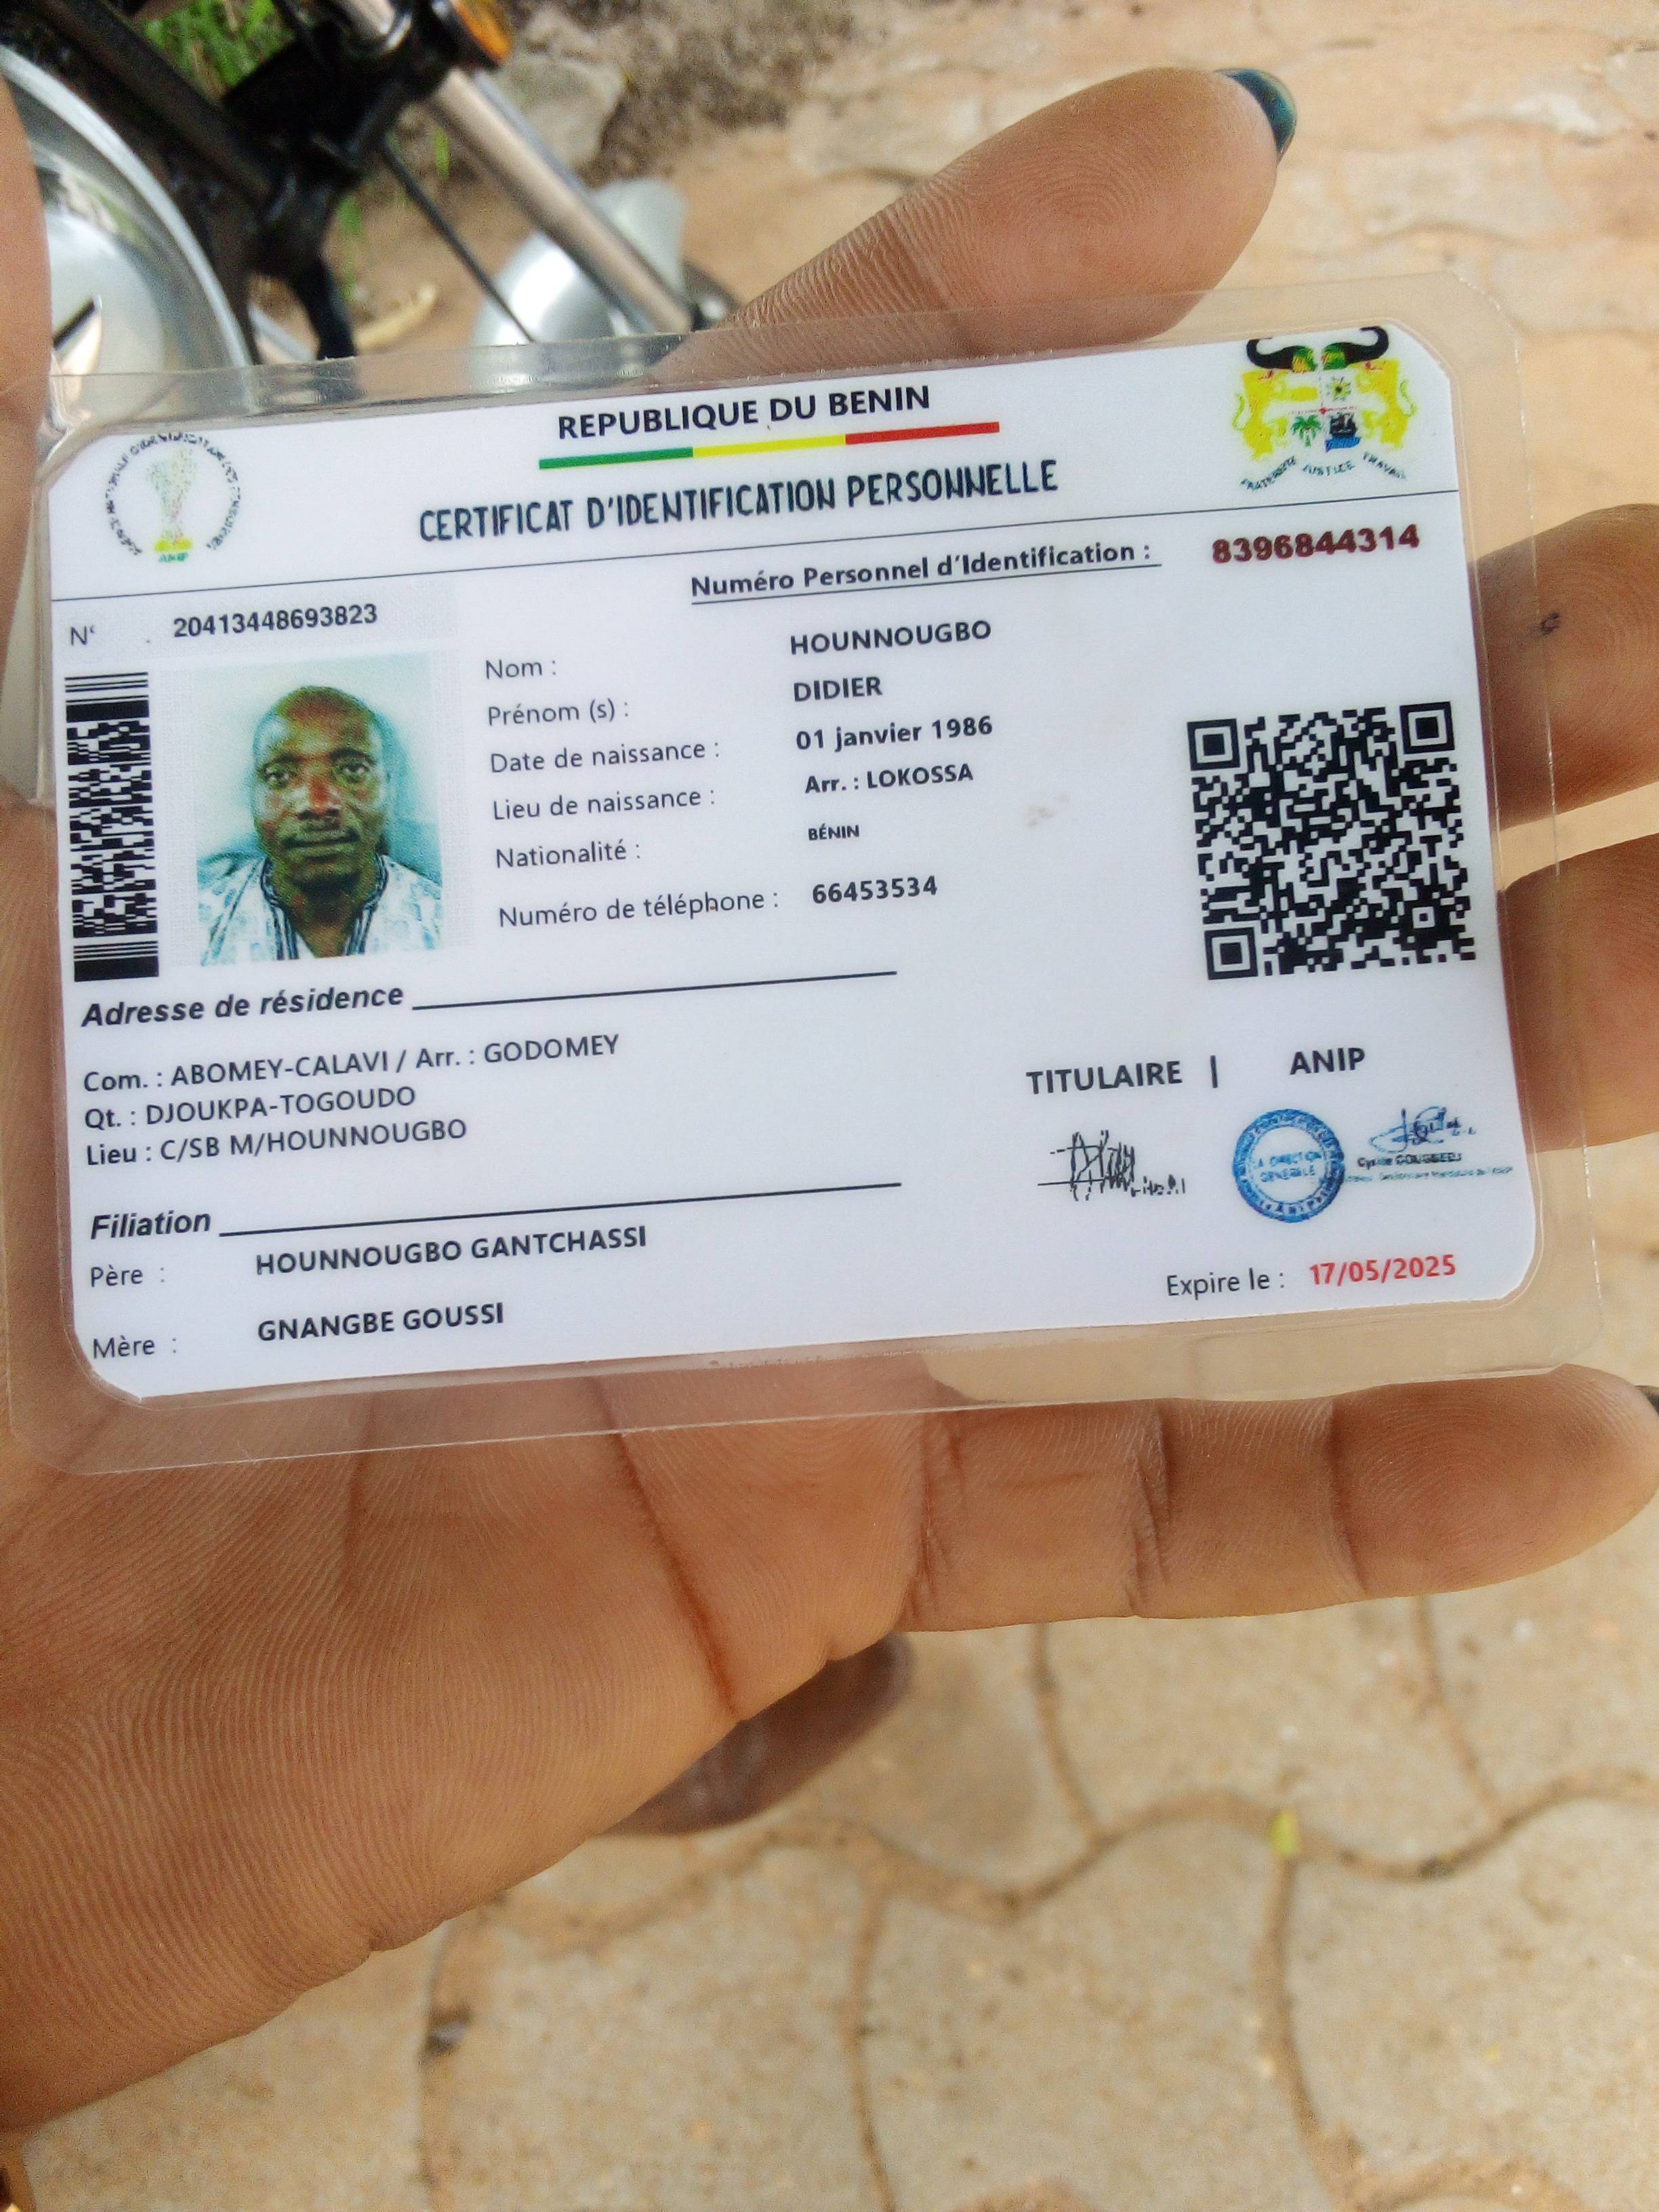 REPUBLIQUE DU BENIN
CERTIFICAT D'IDENTIFICATION PERSONNELLE
ANIP
FRATERNITE JUSTICE TRAVAIL
Numéro Personnel d'Identification : 8396844314
N° 20413448693823
Nom : HOUNNOUGBO
Prénom (s) : DIDIER
Date de naissance : 01 janvier 1986
Lieu de naissance : Arr. : LOKOSSA
Nationalité : BÉNIN
Numéro de téléphone : 66453534
Adresse de résidence
Com. : ABOMEY-CALAVI / Arr. : GODOMEY
Qt. : DJOUKPA-TOGOUDO
Lieu : C/SB M/HOUNNOUGBO
TITULAIRE | ANIP
LA DIRECTION
GENERALE
ANIP
Filiation
Père : HOUNNOUGBO GANTCHASSI
Mère : GNANGBE GOUSSI
Expire le : 17/05/2025